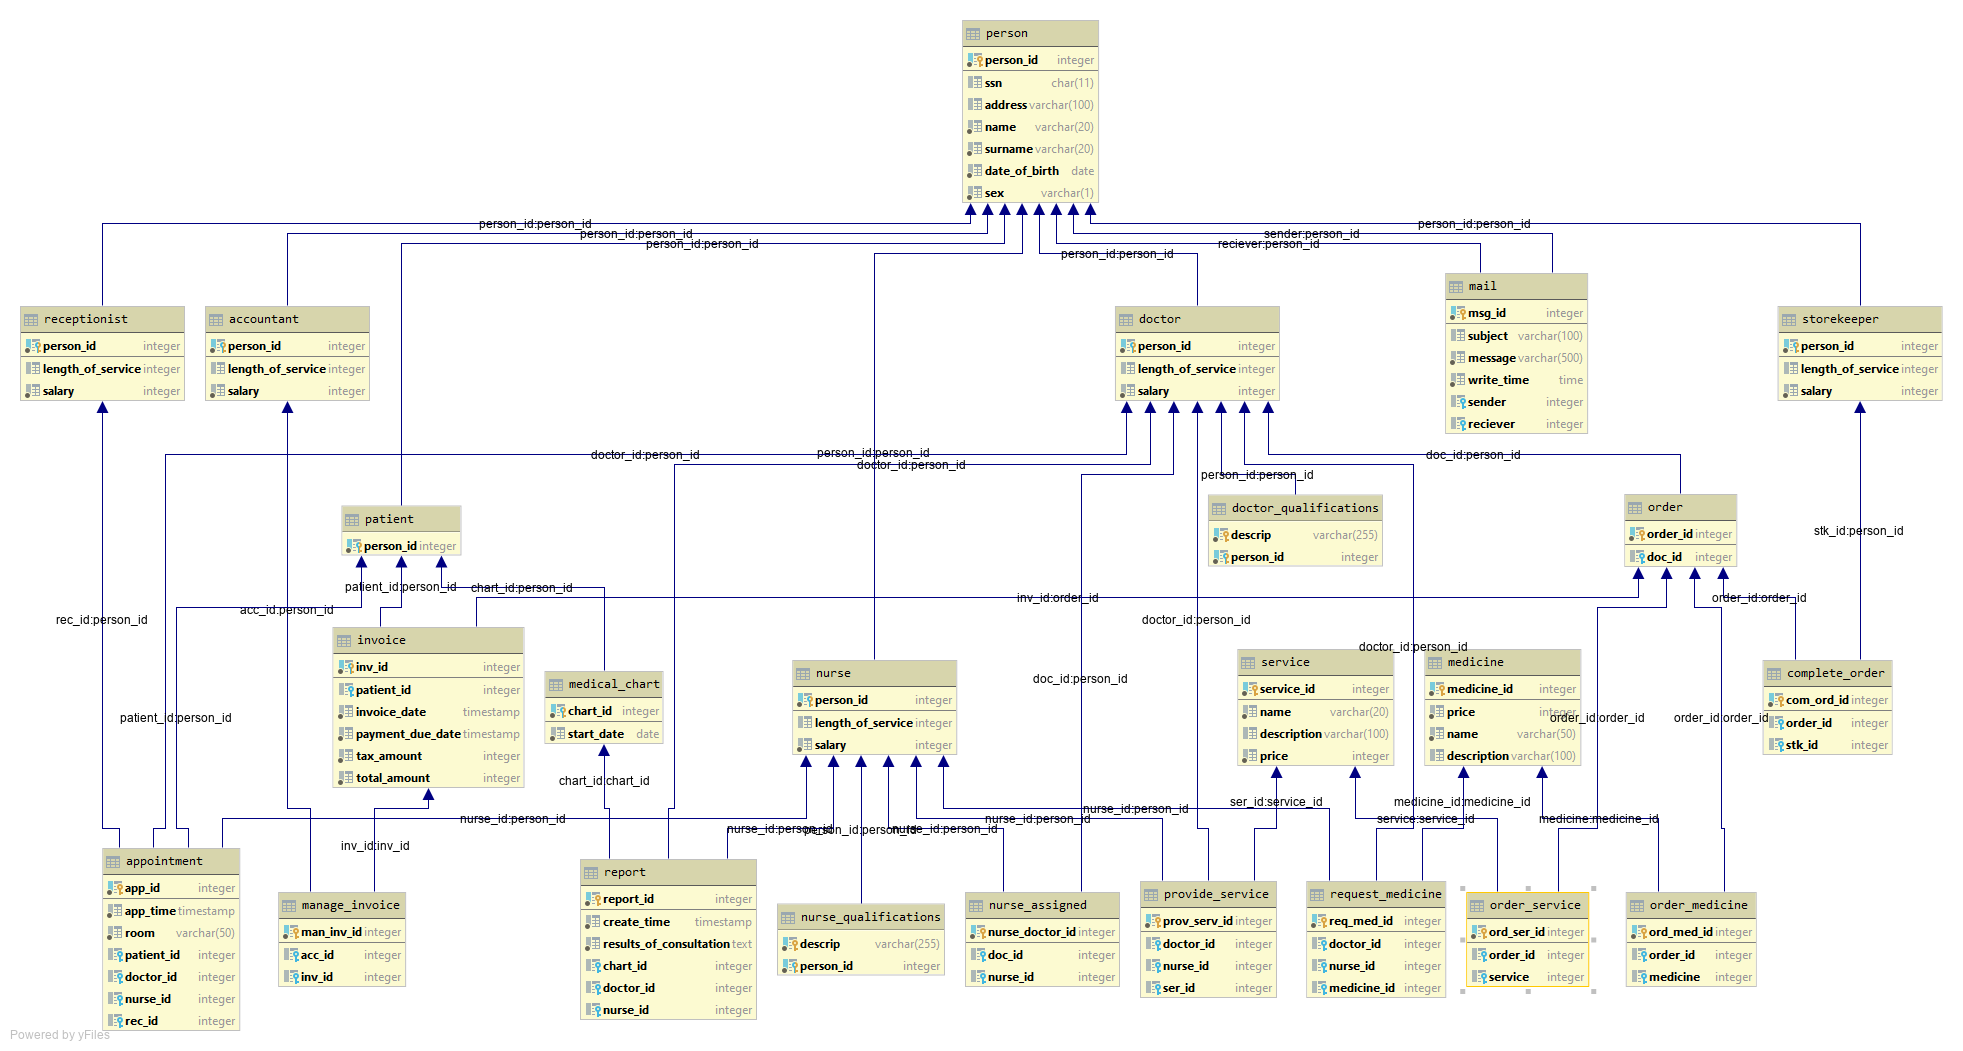 person
person_id integer
ssn char(11)
address varchar(100)
name varchar(20)
surname varchar(20)
date_of_birth date
sex varchar(1)
person_id:person_id
person_id:person_id
person_id:person_id
person_id:person_id
sender:person_id
reciever:person_id
person_id:person_id
receptionist
person_id integer
length_of_service integer
salary integer
accountant
person_id integer
length_of_service integer
salary integer
doctor
person_id integer
length_of_service integer
salary integer
mail
msg_id integer
subject varchar(100)
message varchar(500)
write_time time
sender integer
reciever integer
storekeeper
person_id integer
length_of_service integer
salary integer
doctor_id:person_id
person_id:person_id
doctor_id:person_id
person_id:person_id
doc_id:person_id
patient
person_id integer
doctor_qualifications
descrip varchar(255)
person_id integer
order
order_id integer
doc_id integer
stk_id:person_id
patient_id:person_id
chart_id:person_id
inv_id:order_id
order_id:order_id
acc_id:person_id
rec_id:person_id
doctor_id:person_id
doctor_id:person_id
invoice
inv_id integer
patient_id integer
invoice_date timestamp
payment_due_date timestamp
tax_amount integer
total_amount integer
medical_chart
chart_id integer
start_date date
nurse
person_id integer
length_of_service integer
salary integer
doc_id:person_id
service
service_id integer
name varchar(20)
description varchar(100)
price integer
medicine
medicine_id integer
price integer
name varchar(50)
description varchar(100)
complete_order
com_ord_id integer
order_id integer
stk_id integer
patient_id:person_id
order_id:order_id
order_id:order_id
chart_id:chart_id
ser_id:service_id
medicine_id:medicine_id
nurse_id:person_id
nurse_id:person_id
nurse_id:person_id
service:service_id
medicine:medicine_id
nurse_id:person_id
person_id:person_id
nurse_id:person_id
inv_id:inv_id
appointment
app_id integer
app_time timestamp
room varchar(50)
patient_id integer
doctor_id integer
nurse_id integer
rec_id integer
manage_invoice
man_inv_id integer
acc_id integer
inv_id integer
report
report_id integer
create_time timestamp
results_of_consultation text
chart_id integer
doctor_id integer
nurse_id integer
nurse_qualifications
descrip varchar(255)
person_id integer
nurse_assigned
nurse_doctor_id integer
doc_id integer
nurse_id integer
provide_service
prov_serv_id integer
doctor_id integer
nurse_id integer
ser_id integer
request_medicine
req_med_id integer
doctor_id integer
nurse_id integer
medicine_id integer
order_service
ord_ser_id integer
order_id integer
service integer
order_medicine
ord_med_id integer
order_id integer
medicine integer
Powered by yFiles